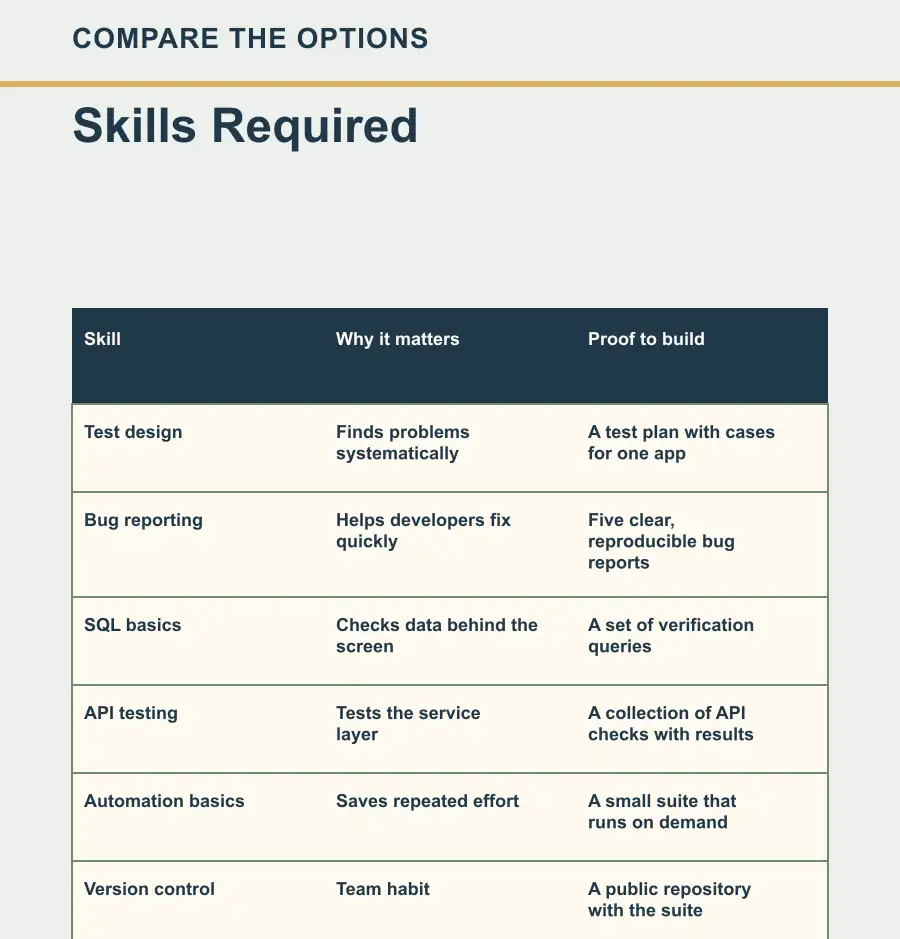 COMPARE THE OPTIONS
Skills Required
Skill
Why it matters
Proof to build
Test design
Finds problems
systematically
A test plan with cases
for one app
Bug reporting
Helps developers fix
quickly
Five clear,
reproducible bug
reports
SQL basics
Checks data behind the
screen
A set of verification
queries
API testing
Tests the service
layer
A collection of API
checks with results
Automation basics
Saves repeated effort
A small suite that
runs on demand
Version control
Team habit
A public repository
with the suite